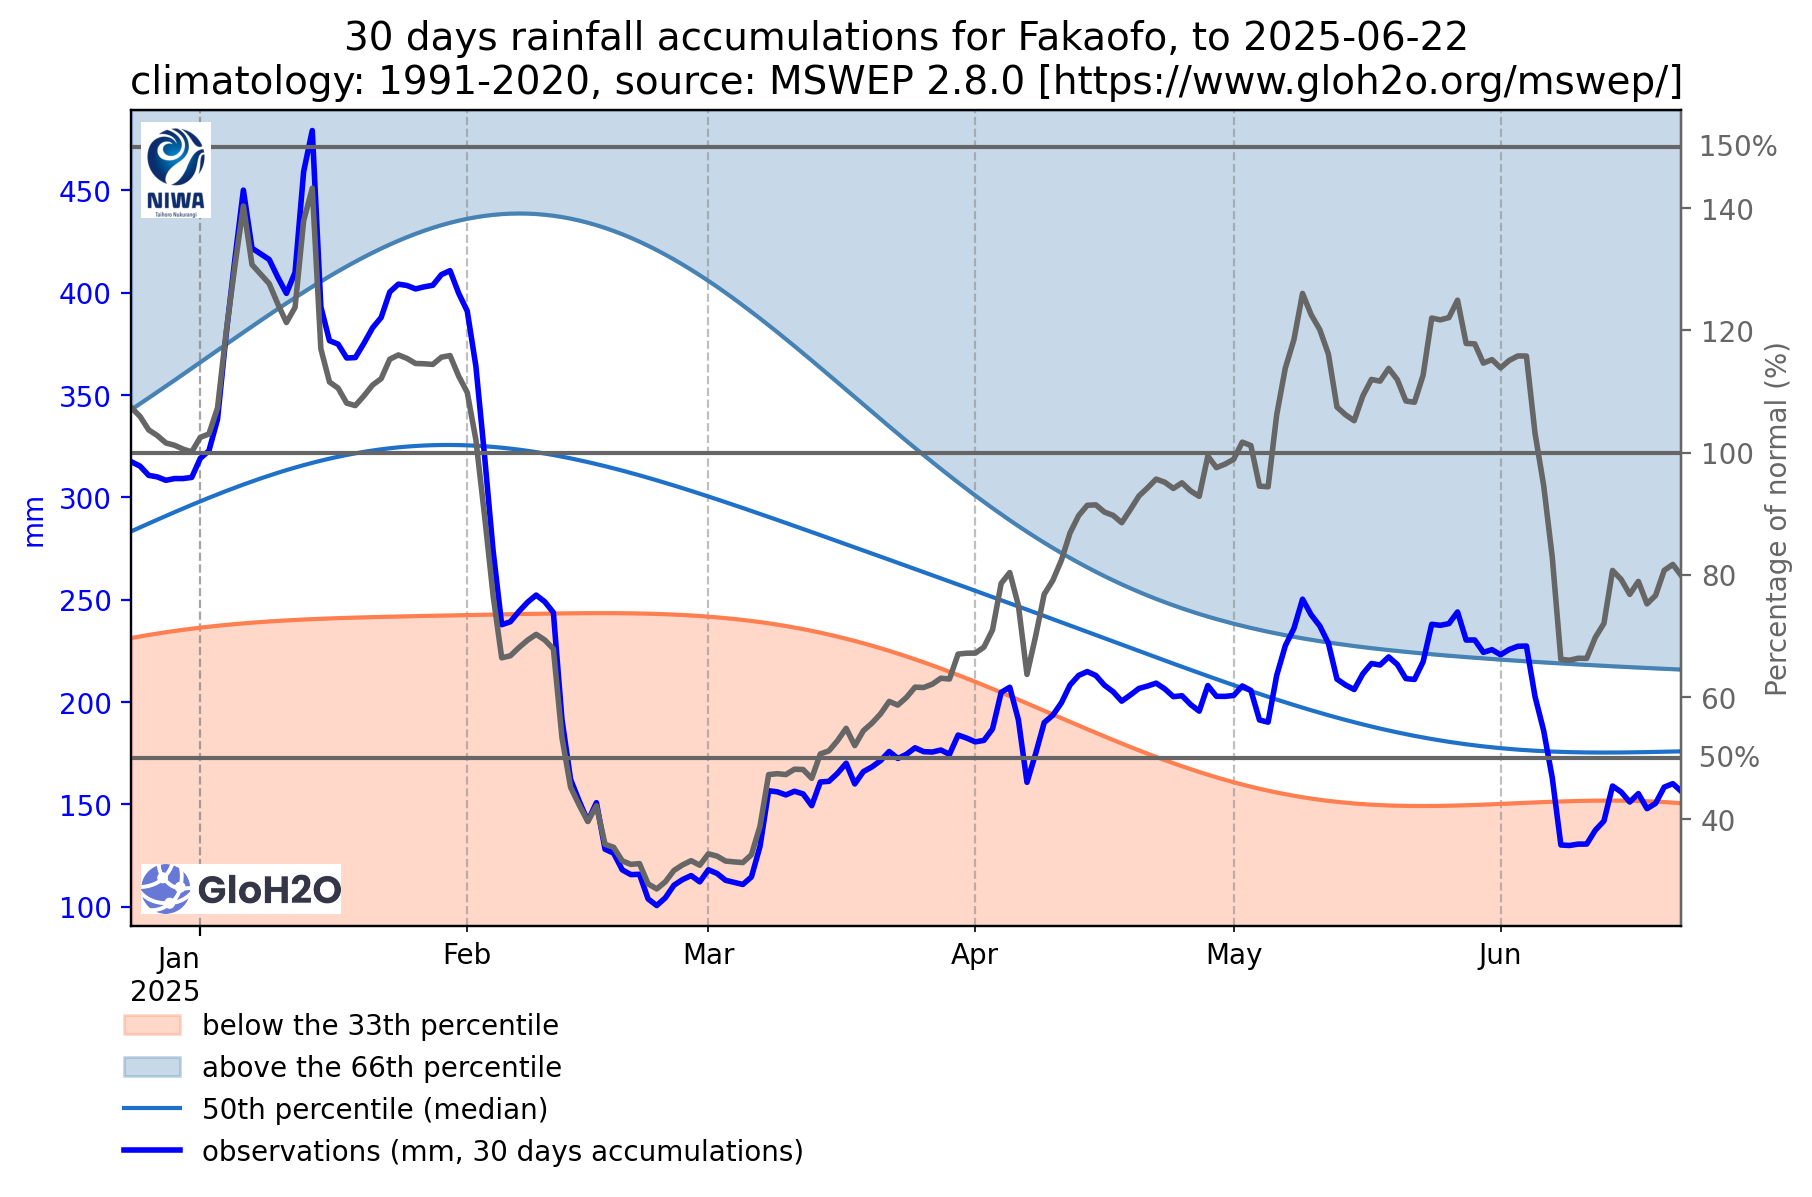 30 days rainfall accumulations for Fakaofo, to 2025-06-22
climatology: 1991-2020, source: MSWEP 2.8.0 [https://www.gloh2o.org/mswep/]
NIWA
Taihoro Nukurangi
450
400
350
300
250
200
150
100
mm
150%
140
120
100
80
60
50%
40
Percentage of normal (%)
GloH2O
Jan
2025
Feb
Mar
Apr
May
Jun
below the 33th percentile
above the 66th percentile
50th percentile (median)
observations (mm, 30 days accumulations)